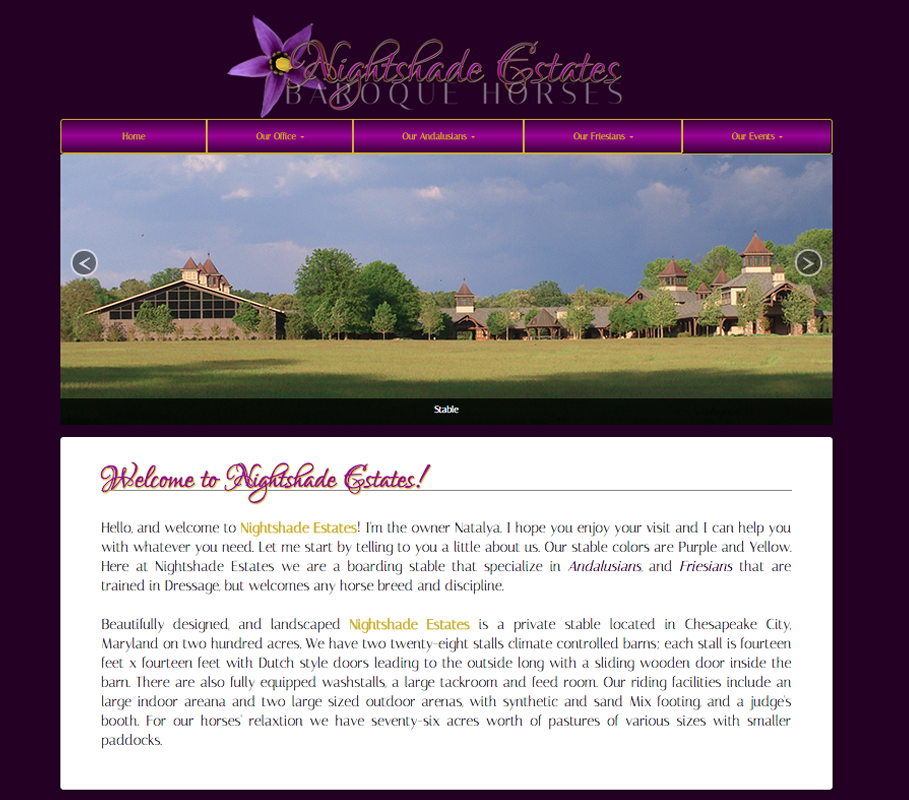 Nightshade Estates
BAROQUE HORSES
Home
Our Office
Our Andalusians
Our Friesians
Our Events
<
>
Stable
Welcome to Nightshade Estates!
Hello, and welcome to Nightshade Estates! I'm the owner Natalya. I hope you enjoy your visit and I can help you
with whatever you need. Let me start by telling to you a little about us. Our stable colors are Purple and Yellow.
Here at Nightshade Estates we are a boarding stable that specialize in Andalusians, and Friesians that are
trained in Dressage, but welcomes any horse breed and discipline.
Beautifully designed, and landscaped Nightshade Estates is a private stable located in Chesapeake City,
Maryland on two hundred acres. We have two twenty-eight stalls climate controlled barns; each stall is fourteen
feet x fourteen feet with Dutch style doors leading to the outside long with a sliding wooden door inside the
barn. There are also fully equipped washstalls, a large tackroom and feed room. Our riding facilities include an
large indoor areana and two large sized outdoor arenas, with synthetic and sand Mix footing, and a judge's
booth. For our horses' relaxtion we have seventy-six acres worth of pastures of various sizes with smaller
paddocks.